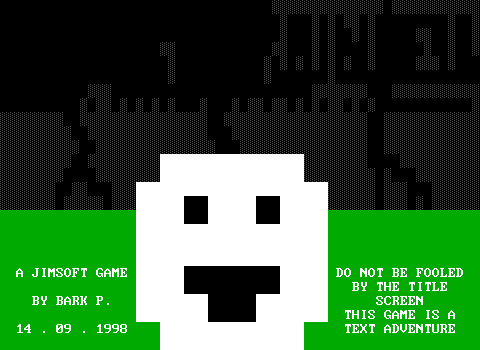 A JIMSOFT GAME
BY BARK P.
14 . 09 . 1998
DO NOT BE FOOLED
BY THE TITLE
SCREEN
THIS GAME IS A
TEXT ADVENTURE